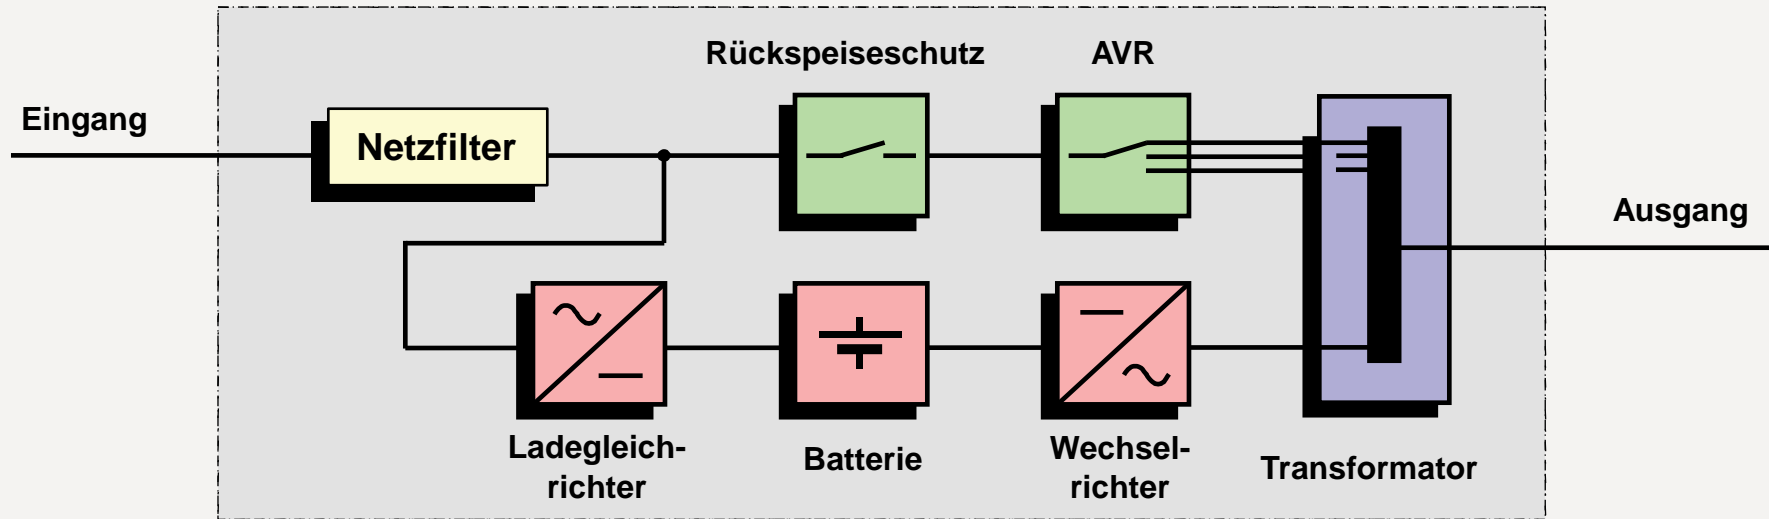 Rückspeiseschutz
AVR
Eingang
Netzfilter
Ausgang
Ladegleich-
richter
Batterie
Wechsel-
richter
Transformator